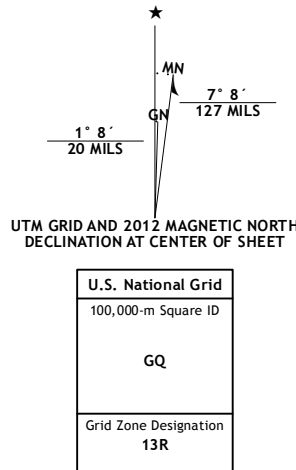 ★
MN
GN
7° 8´
127 MILS
1° 8´
20 MILS
UTM GRID AND 2012 MAGNETIC NORTH
DECLINATION AT CENTER OF SHEET
U.S. National Grid
100,000-m Square ID
GQ
Grid Zone Designation
13R